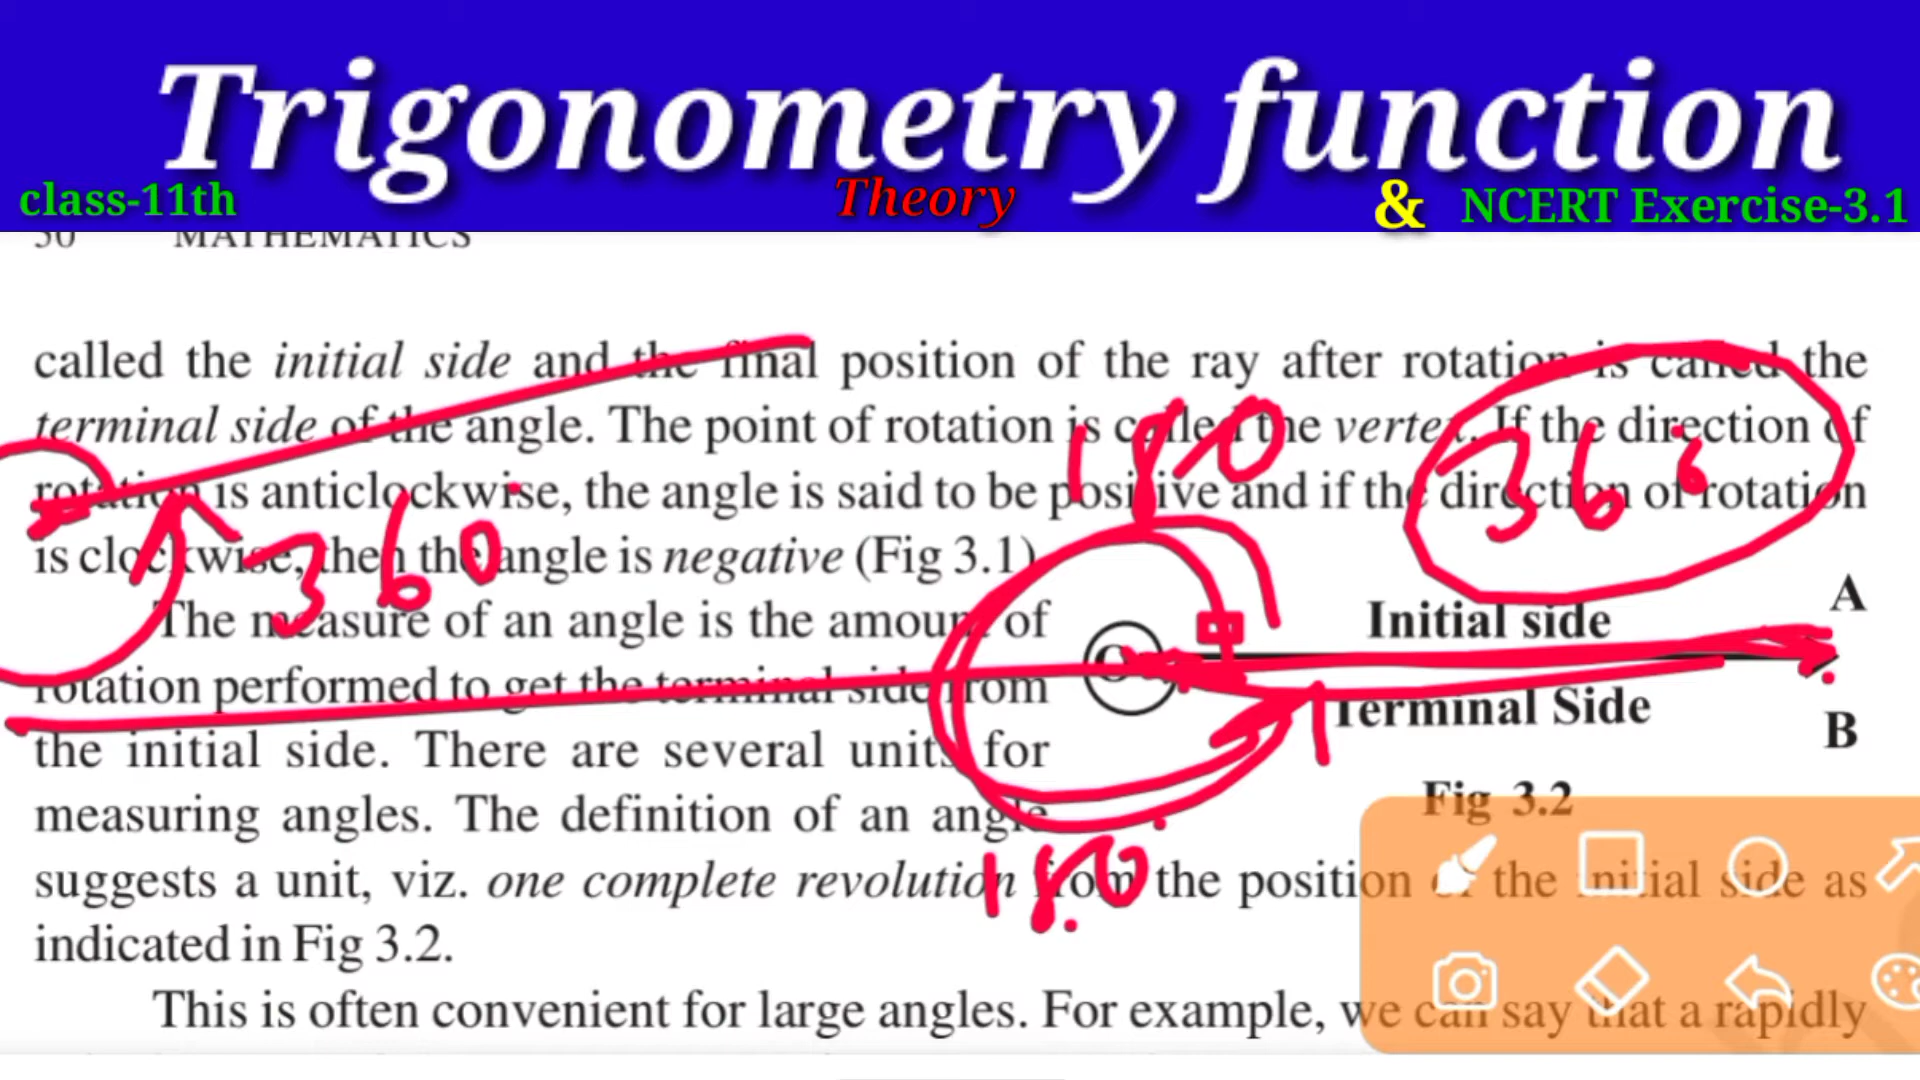 Trigonometry function
class-11th Theory & NCERT Exercise-3.1
50 MATHEMATICS
called the initial side and the final position of the ray after rotation is called the
terminal side of the angle. The point of rotation is called the vertex. If the direction of
rotation is anticlockwise, the angle is said to be positive and if the direction of rotation
is clockwise, then the angle is negative (Fig 3.1)
180
360
360
The measure of an angle is the amount of
rotation performed to get the terminal side from
the initial side. There are several units for
measuring angles. The definition of an angle
suggests a unit, viz. one complete revolution from the position of the initial side as
indicated in Fig 3.2.
A
Initial side
O
Terminal Side
B
Fig 3.2
180
This is often convenient for large angles. For example, we can say that a rapidly